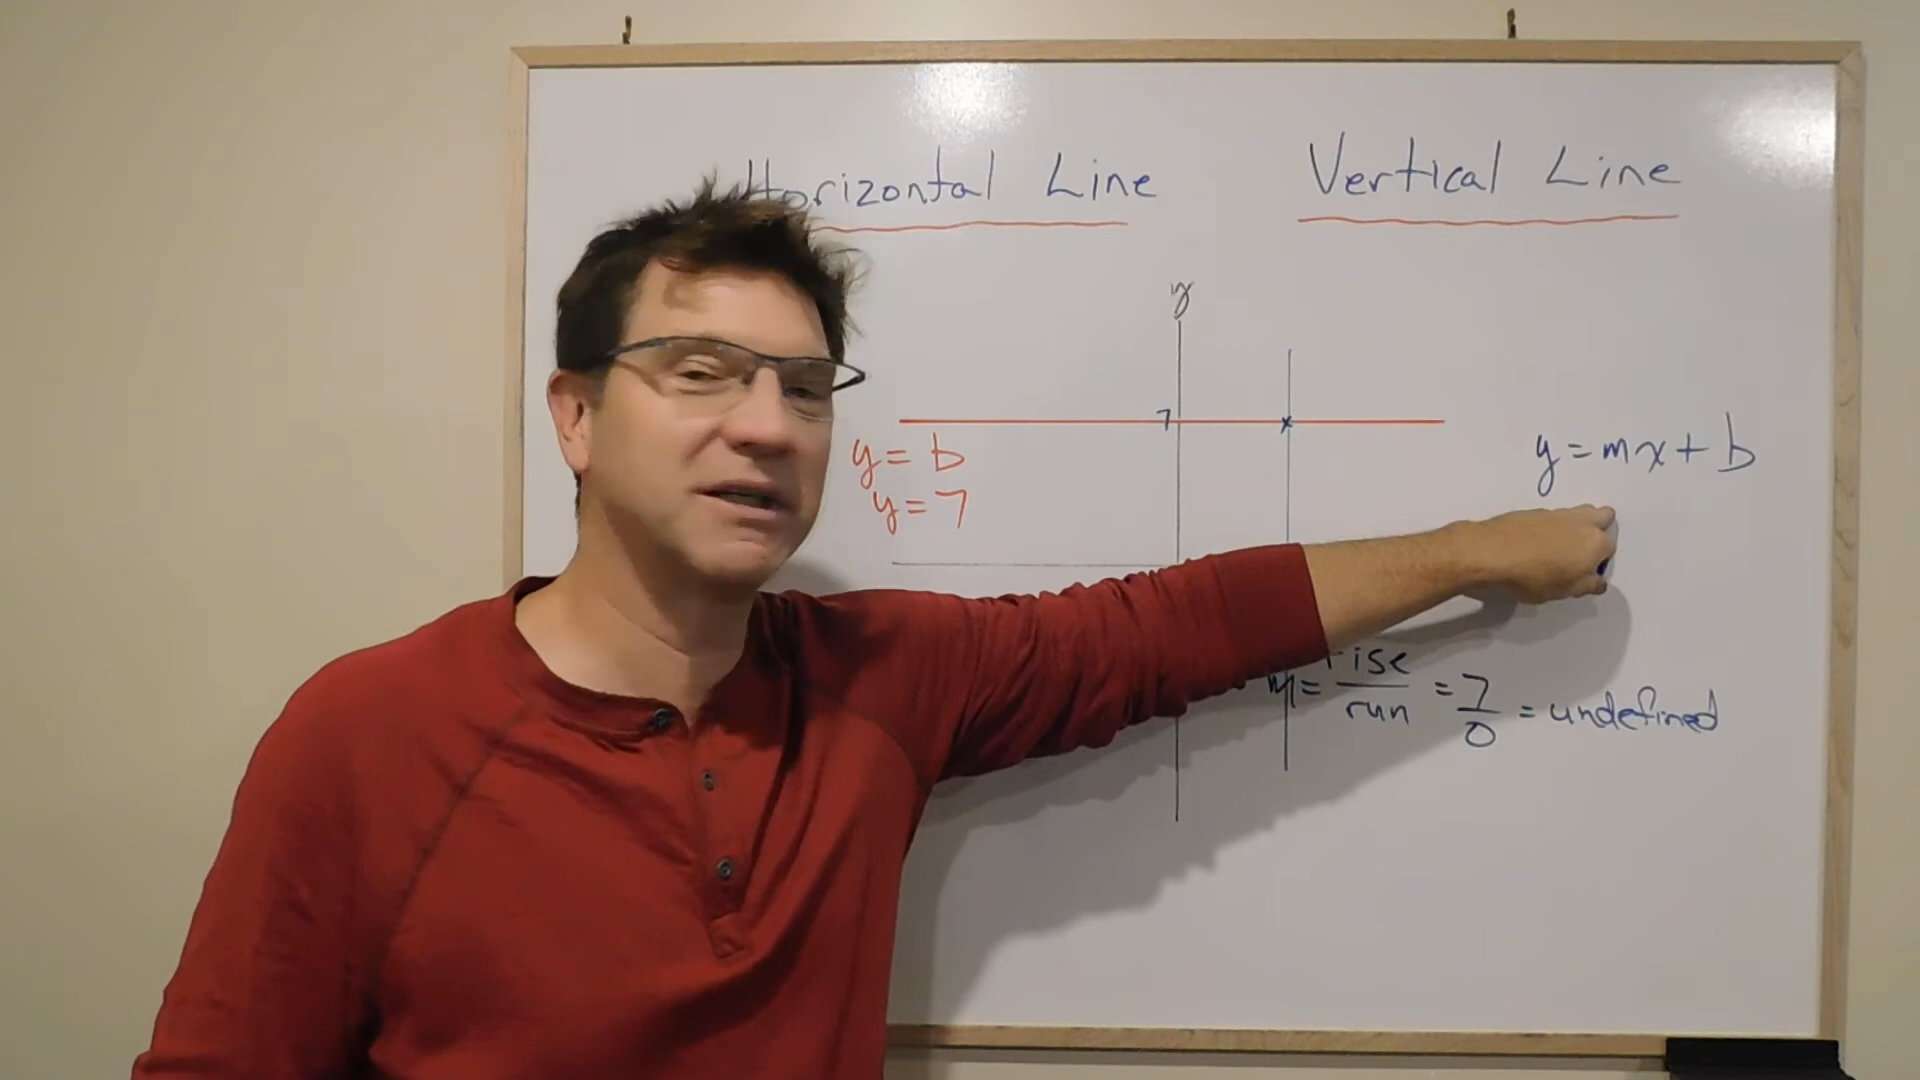 Horizontal Line
Vertical Line
y
7
x
y = b
y = 7
y = mx + b
m = rise/run = 7/0 = undefined